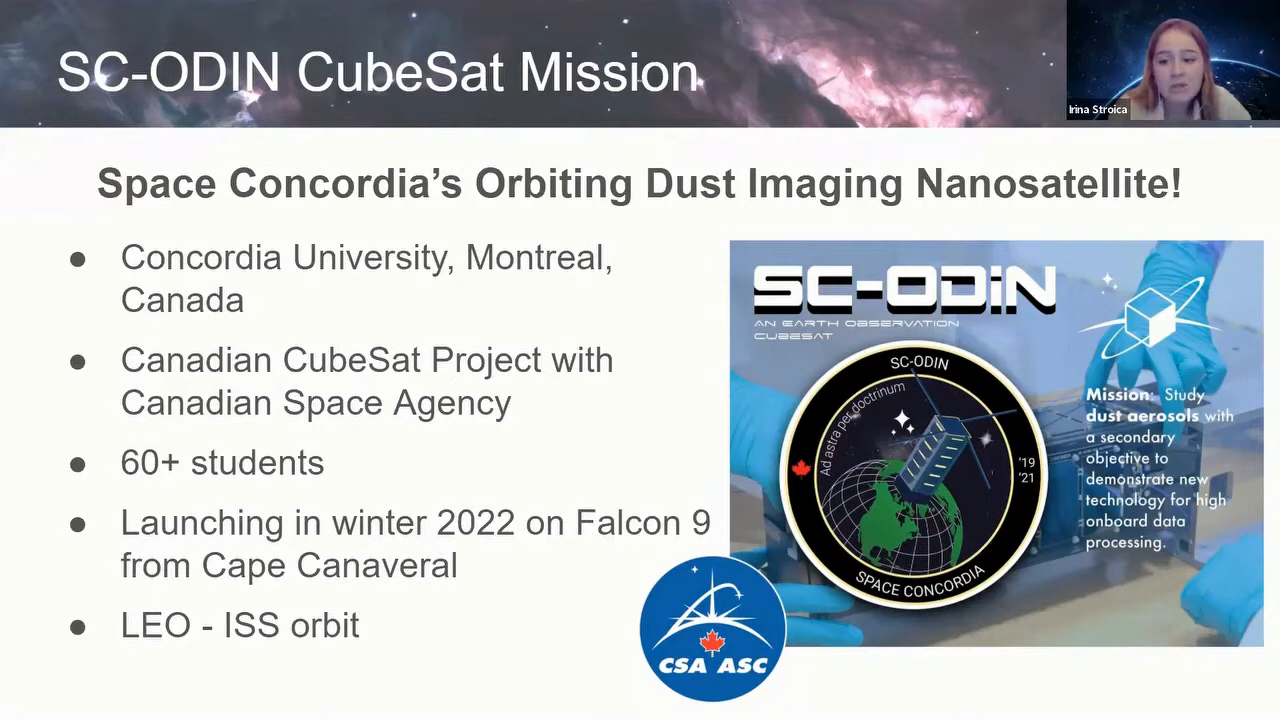 SC-ODIN CubeSat Mission
Irina Stroica
Space Concordia's Orbiting Dust Imaging Nanosatellite!
● Concordia University, Montreal,
Canada
● Canadian CubeSat Project with
Canadian Space Agency
● 60+ students
● Launching in winter 2022 on Falcon 9
from Cape Canaveral
● LEO - ISS orbit
SC-ODiN
AN EARTH OBSERVATION
CUBESAT
SC-ODIN
Ad astra per doctrinum
'19
'21
SPACE CONCORDIA
Mission: Study
dust aerosols with
a secondary
objective to
demonstrate new
technology for high
onboard data
processing.
CSA ASC